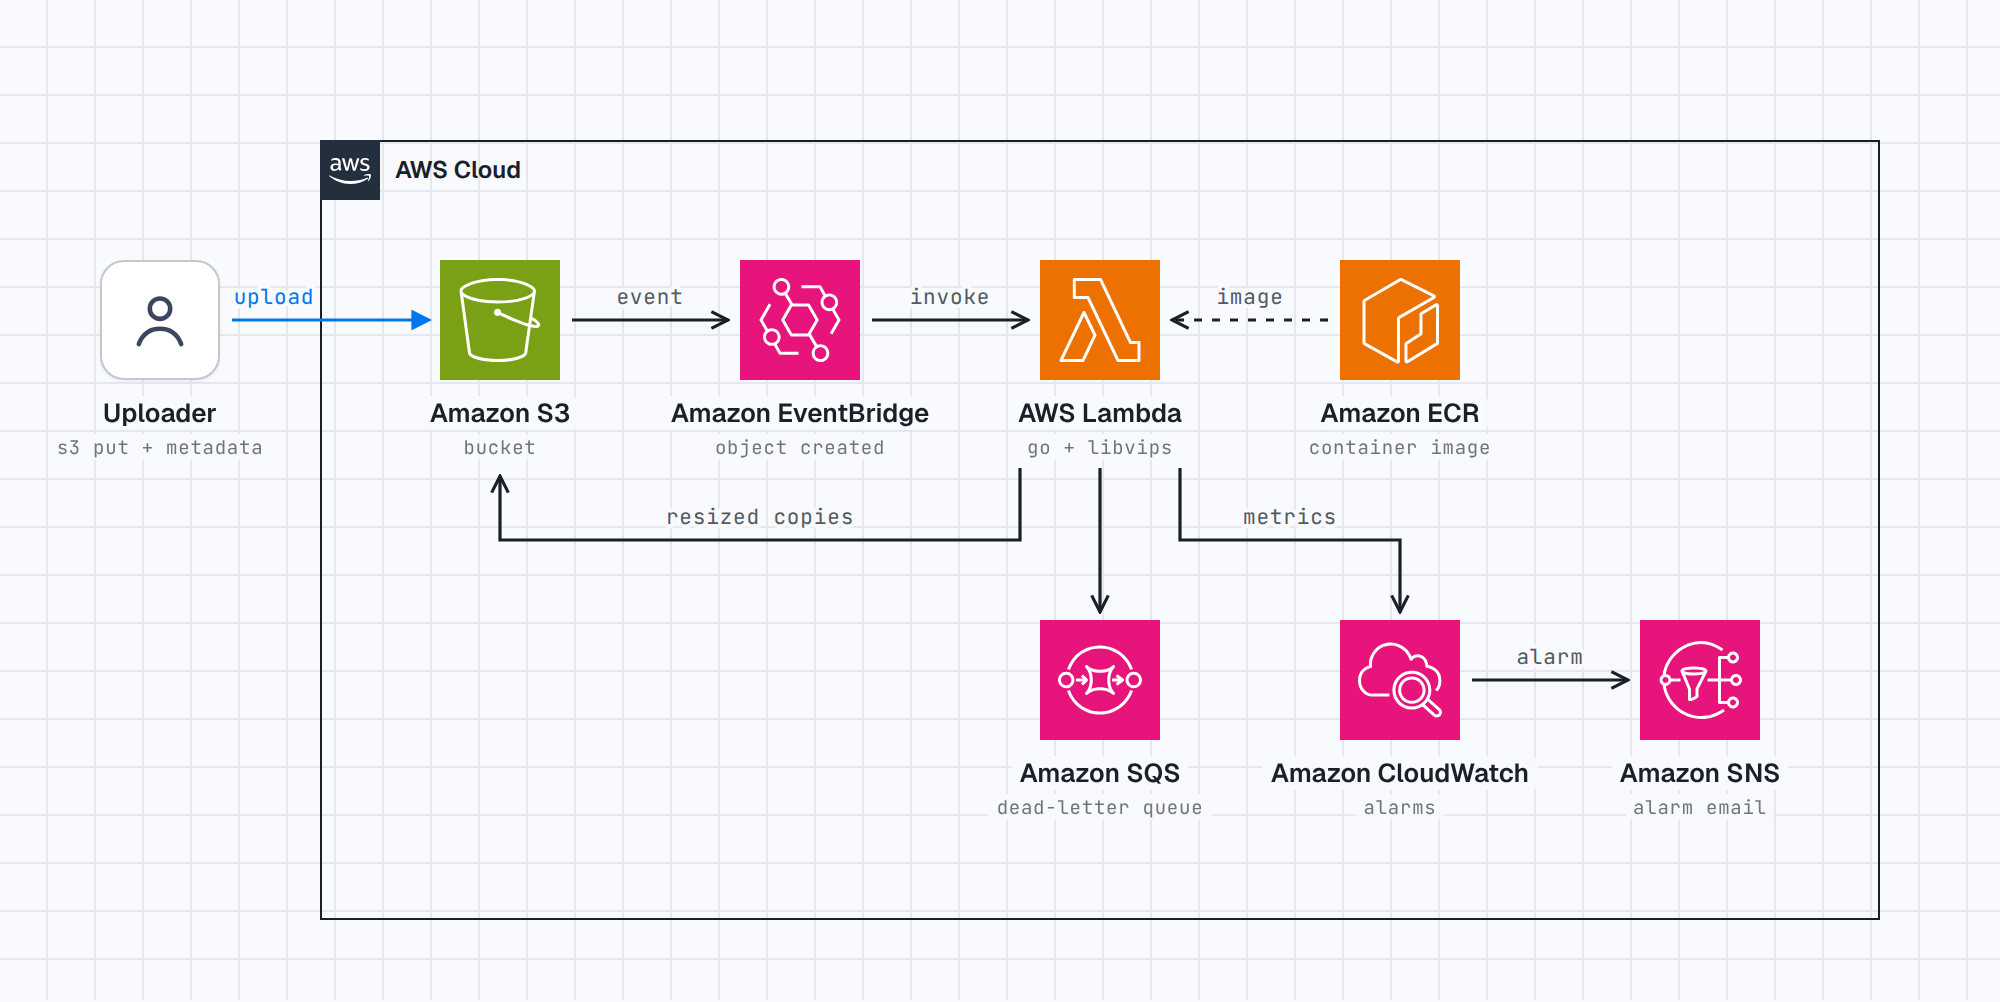 aws
AWS Cloud
upload
event
invoke
image
Uploader
s3 put + metadata
Amazon S3
bucket
Amazon EventBridge
object created
AWS Lambda
go + libvips
Amazon ECR
container image
resized copies
metrics
alarm
Amazon SQS
dead-letter queue
Amazon CloudWatch
alarms
Amazon SNS
alarm email